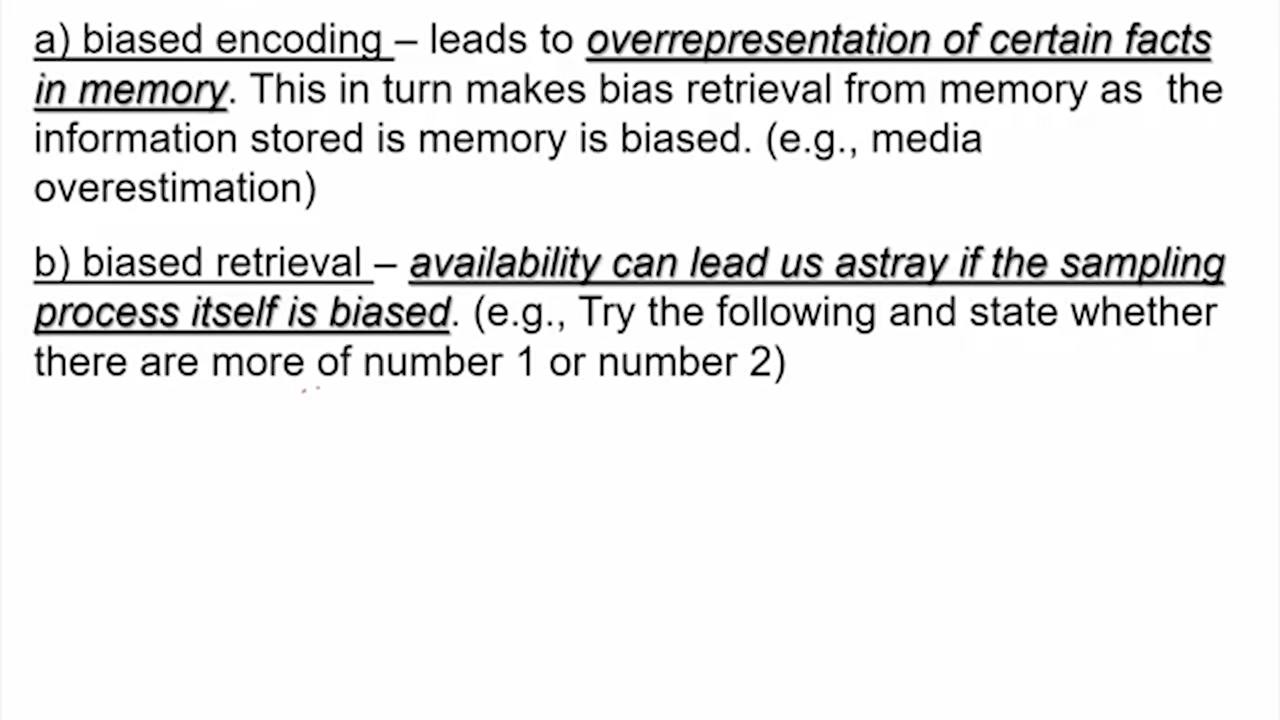 a) biased encoding – leads to overrepresentation of certain facts
in memory. This in turn makes bias retrieval from memory as the
information stored is memory is biased. (e.g., media
overestimation)
b) biased retrieval – availability can lead us astray if the sampling
process itself is biased. (e.g., Try the following and state whether
there are more of number 1 or number 2)